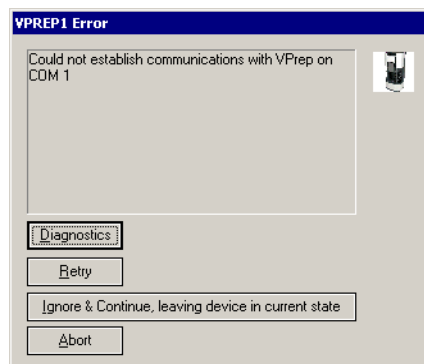 VPREP1 Error
Could not establish communications with VPrep on
COM 1
Diagnostics
Retry
Ignore & Continue, leaving device in current state
Abort